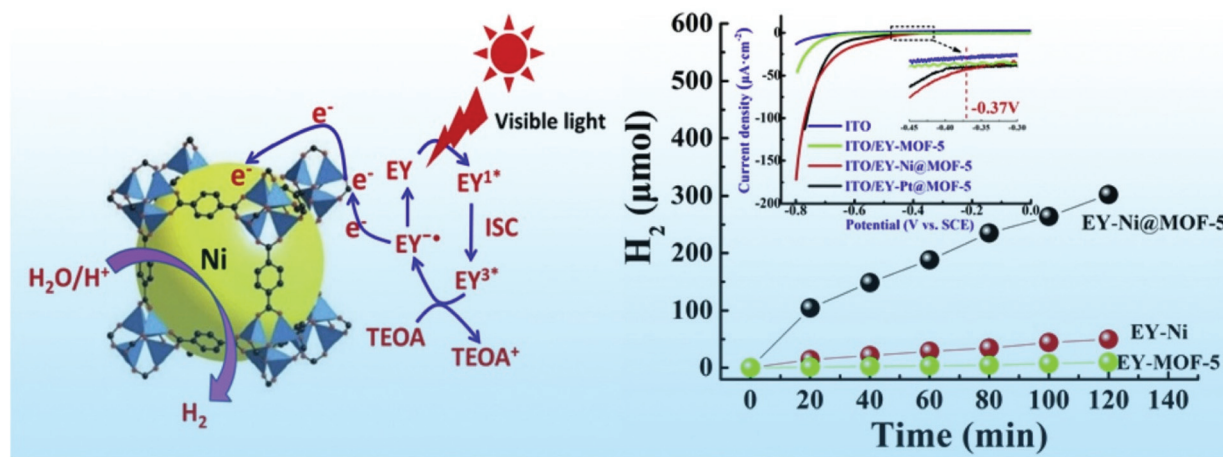 Visible light
e⁻
e⁻
e⁻
e⁻
EY
EY¹*
ISC
EY⁻•
EY³*
Ni
H₂O/H⁺
TEOA
TEOA⁺
H₂
H₂ (μmol)
600
500
400
300
200
100
0
0 20 40 60 80 100 120 140
Time (min)
EY-Ni@MOF-5
EY-Ni
EY-MOF-5
Current density (μA·cm⁻²)
0
-50
-100
-150
-200
-0.8 -0.6 -0.4 -0.2 0.0
Potential (V vs. SCE)
ITO
ITO/EY-MOF-5
ITO/EY-Ni@MOF-5
ITO/EY-Pt@MOF-5
-0.37V
-0.45 -0.40 -0.35 -0.30